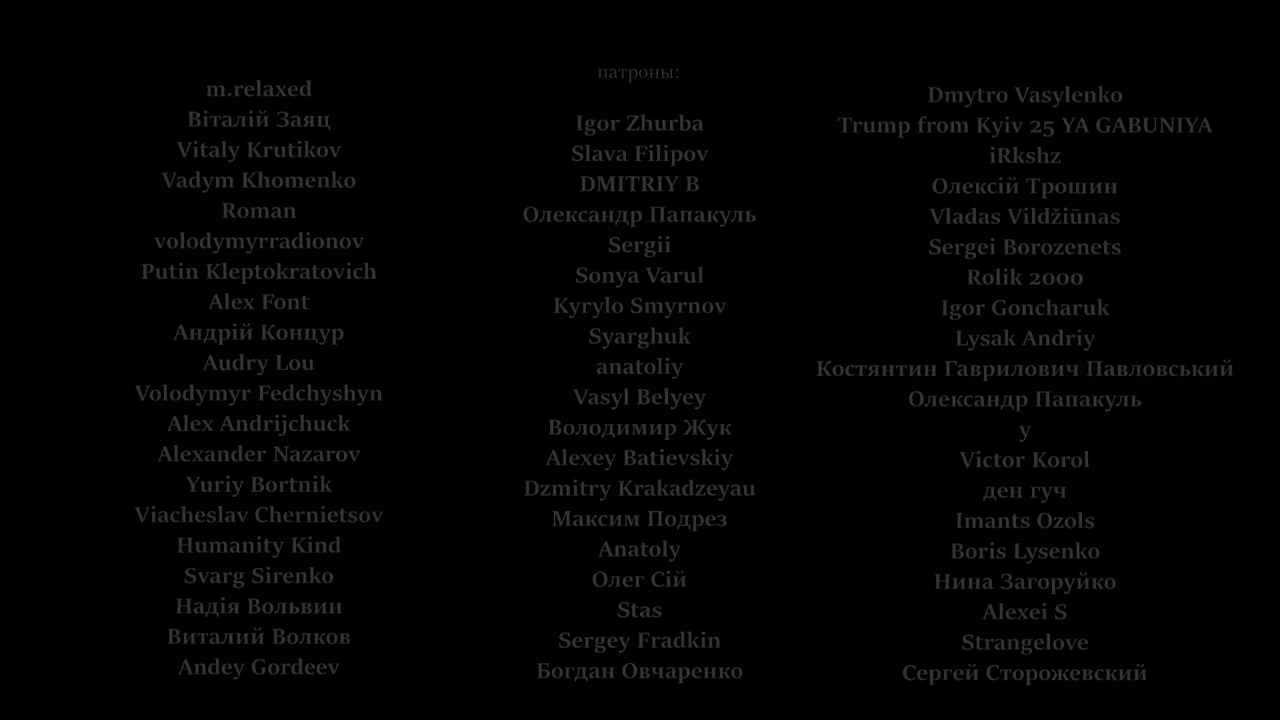 m.relaxed
Віталій Заяц
Vitaly Krutikov
Vadym Khomenko
Roman
volodymyrradionov
Putin Kleptokratovich
Alex Font
Андрій Концур
Audry Lou
Volodymyr Fedchyshyn
Alex Andrijchuck
Alexander Nazarov
Yuriy Bortnik
Viacheslav Chernietsov
Humanity Kind
Svarg Sirenko
Надія Вольвин
Виталий Волков
Andey Gordeev
патроны:
Igor Zhurba
Slava Filipov
DMITRIY B
Олександр Папакуль
Sergii
Sonya Varul
Kyrylo Smyrnov
Syarghuk
anatoliy
Vasyl Belyey
Володимир Жук
Alexey Batievskiy
Dzmitry Krakadzeyau
Максим Подрез
Anatoly
Олег Сій
Stas
Sergey Fradkin
Богдан Овчаренко
Dmytro Vasylenko
Trump from Kyiv 25 YA GABUNIYA
iRkshz
Олексій Трошин
Vladas Vildžiūnas
Sergei Borozenets
Rolik 2000
Igor Goncharuk
Lysak Andriy
Костянтин Гаврилович Павловський
Олександр Папакуль
y
Victor Korol
ден гуч
Imants Ozols
Boris Lysenko
Нина Загоруйко
Alexei S
Strangelove
Сергей Сторожевский